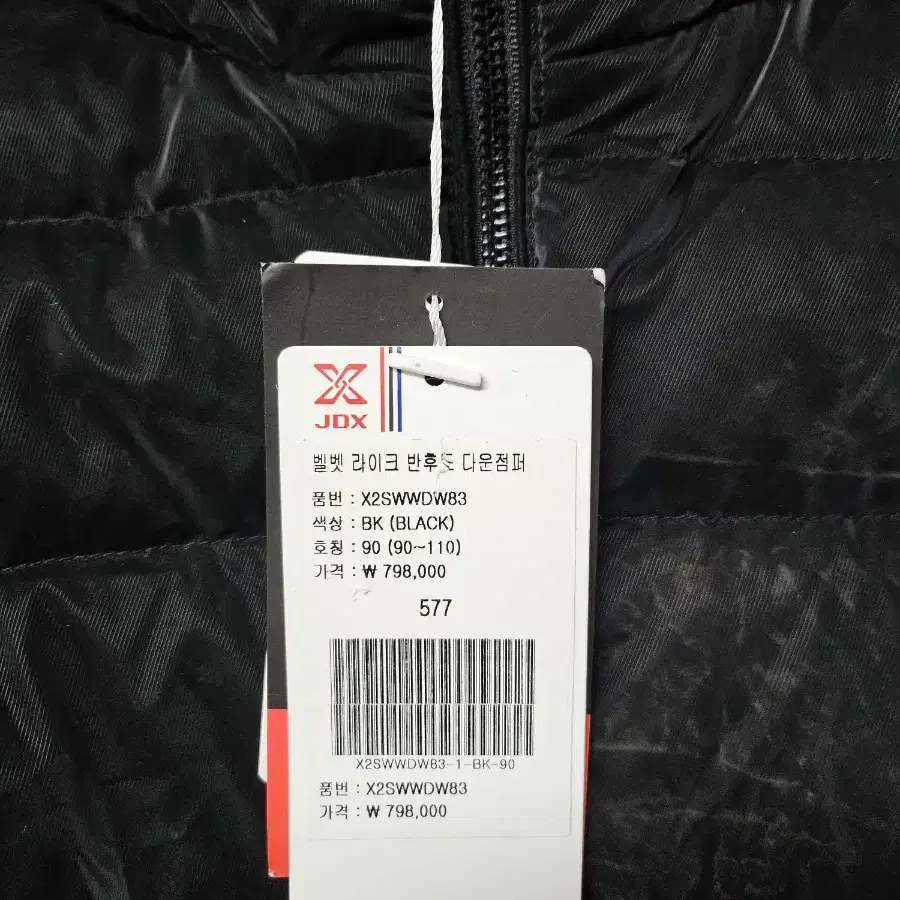 JDX
벨벳 라이크 반후드 다운점퍼
품번 : X2SWWDW83
색상 : BK (BLACK)
호칭 : 90 (90~110)
가격 : ₩ 798,000
577
X2SWWDW83-1-BK-90
품번 : X2SWWDW83
가격 : ₩ 798,000